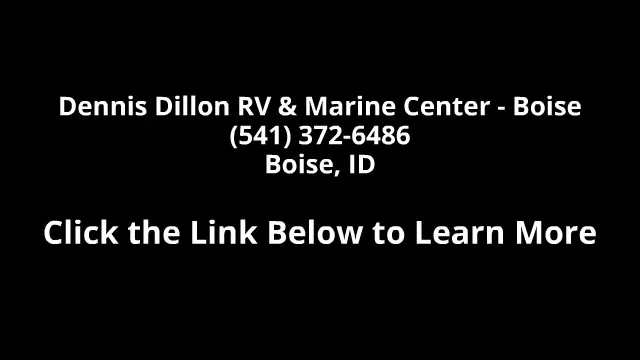 Dennis Dillon RV & Marine Center - Boise
(541) 372-6486
Boise, ID
Click the Link Below to Learn More